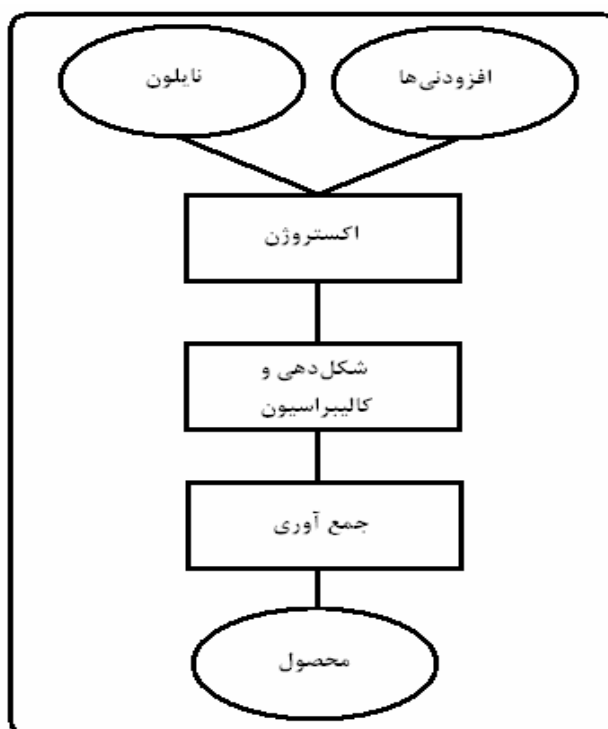 افزودنی‌ها
نایلون
اکستروژن
شکل‌دهی و
کالیبراسیون
جمع آوری
محصول